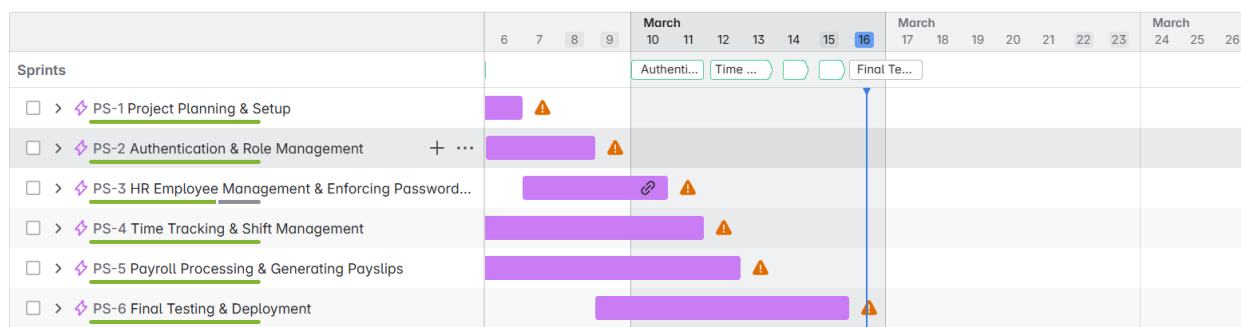 March March March
6 7 8 9 10 11 12 13 14 15 16 17 18 19 20 21 22 23 24 25 26
Sprints Authenti... Time ... Final Te...
PS-1 Project Planning & Setup
PS-2 Authentication & Role Management
PS-3 HR Employee Management & Enforcing Password...
PS-4 Time Tracking & Shift Management
PS-5 Payroll Processing & Generating Payslips
PS-6 Final Testing & Deployment